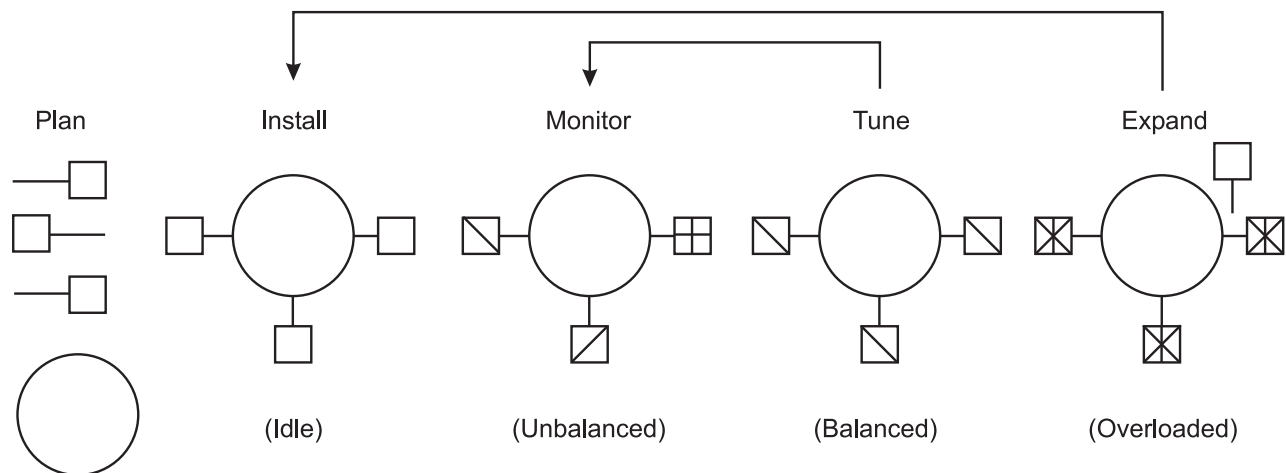 Plan
Install
Monitor
Tune
Expand
(Idle)
(Unbalanced)
(Balanced)
(Overloaded)